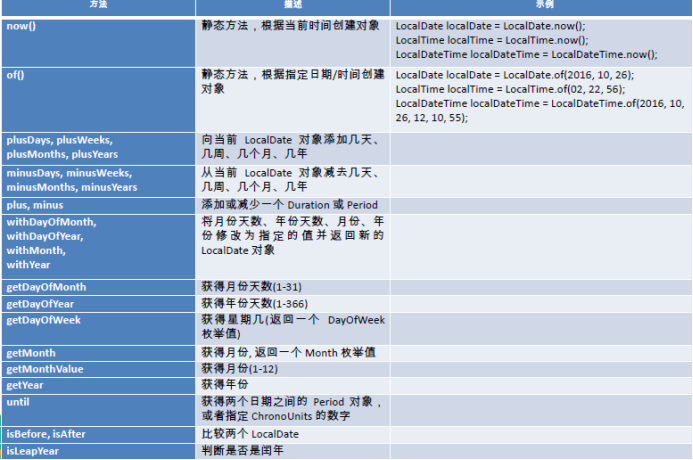 方法 描述 示例
now() 静态方法，根据当前时间创建对象 LocalDate localDate = LocalDate.now();
LocalTime localTime = LocalTime.now();
LocalDateTime localDateTime = LocalDateTime.now();
of() 静态方法，根据指定日期/时间创建 LocalDate localDate = LocalDate.of(2016, 10, 26);
对象 LocalTime localTime = LocalTime.of(02, 22, 56);
LocalDateTime localDateTime = LocalDateTime.of(2016, 10,
26, 12, 10, 55);
plusDays, plusWeeks, 向当前 LocalDate 对象添加几天、
plusMonths, plusYears 几周、几个月、几年
minusDays, minusWeeks, 从当前 LocalDate 对象减去几天、
minusMonths, minusYears 几周、几个月、几年
plus, minus 添加或减少一个 Duration 或 Period
withDayOfMonth, 将月份天数、年份天数、月份、年
withDayOfYear, 份修改为指定的值并返回新的
withMonth, LocalDate 对象
withYear
getDayOfMonth 获得月份天数(1-31)
getDayOfYear 获得年份天数(1-366)
getDayOfWeek 获得星期几(返回一个 DayOfWeek
枚举值)
getMonth 获得月份, 返回一个 Month 枚举值
getMonthValue 获得月份(1-12)
getYear 获得年份
until 获得两个日期之间的 Period 对象，
或者指定 ChronoUnits 的数字
isBefore, isAfter 比较两个 LocalDate
isLeapYear 判断是否是闰年